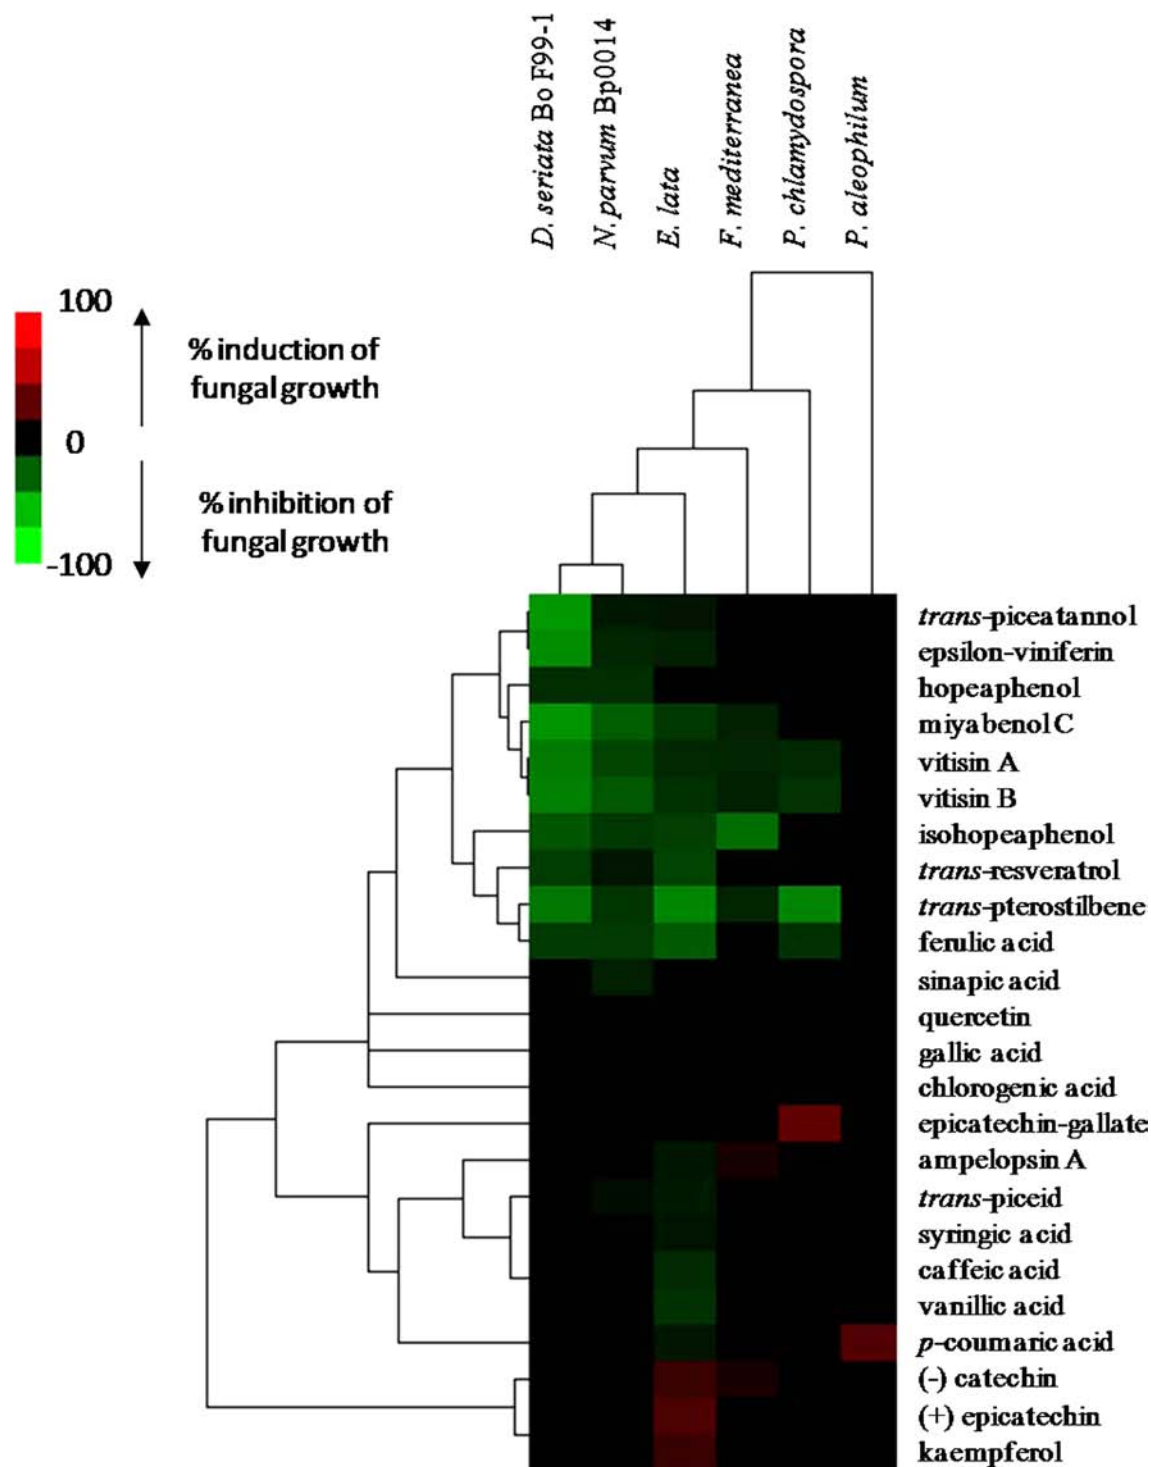 D. seriata Bo F99-1
N. parvum Bp0014
E. lata
F. mediterranea
P. chlamydospora
P. aleophilum
100
% induction of
fungal growth
0
% inhibition of
fungal growth
-100
trans-piceatannol
epsilon-viniferin
hopeaphenol
miyabenol C
vitisin A
vitisin B
isohopeaphenol
trans-resveratrol
trans-pterostilbene
ferulic acid
sinapic acid
quercetin
gallic acid
chlorogenic acid
epicatechin-gallate
ampelopsin A
trans-piceid
syringic acid
caffeic acid
vanillic acid
p-coumaric acid
(-) catechin
(+) epicatechin
kaempferol